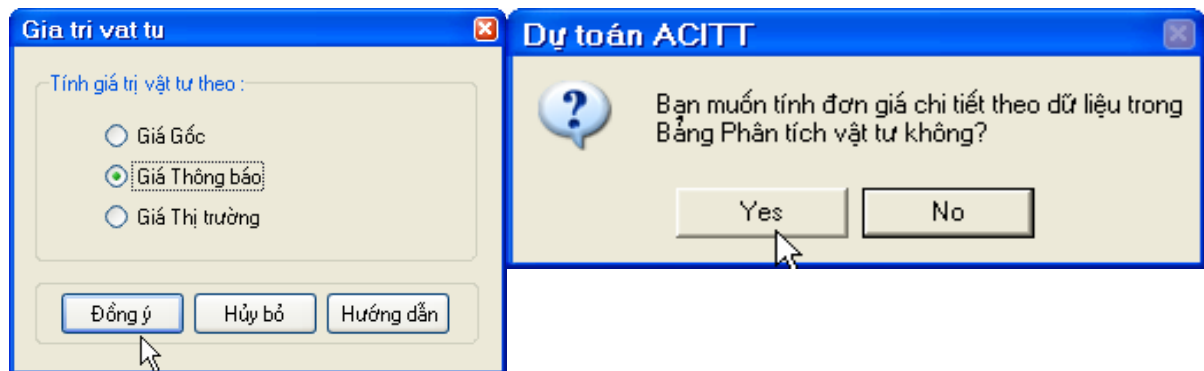 Gia tri vat tu
Tính giá trị vật tư theo :
Giá Gốc
Giá Thông báo
Giá Thị trường
Đồng ý
Hủy bỏ
Hướng dẫn
Dự toán ACITT
Bạn muốn tính đơn giá chi tiết theo dữ liệu trong
Bảng Phân tích vật tư không?
Yes
No